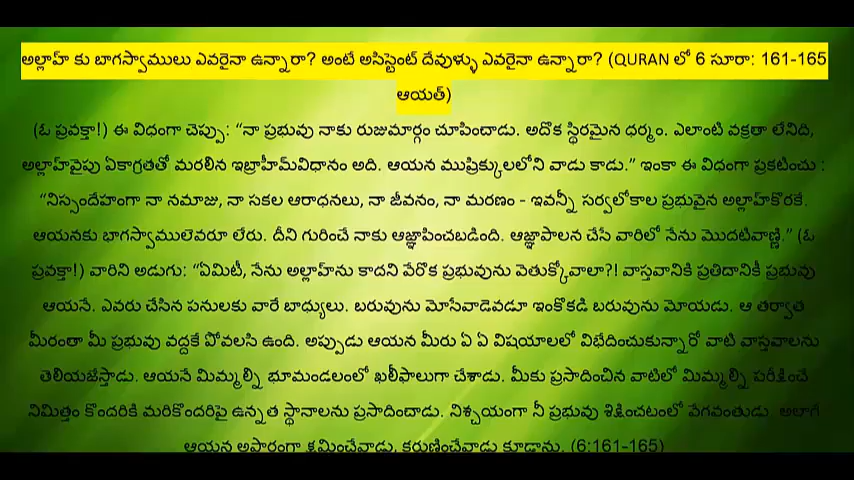 అల్లాహ్ కు బాగస్వాములు ఎవరైనా ఉన్నారా? అంటే అసిస్టెంట్ దేవుళ్ళు ఎవరైనా ఉన్నారా? (QURAN లో 6 సూరా: 161-165
ఆయత్)
(ఓ ప్రవక్తా!) ఈ విధంగా చెప్పు: “నా ప్రభువు నాకు రుజుమార్గం చూపించాడు. అదొక స్థిరమైన ధర్మం. ఎలాంటి వక్రతా లేనిది,
అల్లాహ్‌వైపు ఏకాగ్రతతో మరలిన ఇబ్రాహీమ్‌విధానం అది. ఆయన ముష్రిక్కులలోని వాడు కాడు.” ఇంకా ఈ విధంగా ప్రకటించు :
“నిస్సందేహంగా నా నమాజు, నా సకల ఆరాధనలు, నా జీవనం, నా మరణం – ఇవన్నీ సర్వలోకాల ప్రభువైన అల్లాహ్‌కొరకే.
ఆయనకు భాగస్వాములెవరూ లేరు. దీని గురించే నాకు ఆజ్ఞాపించబడింది. ఆజ్ఞాపాలన చేసే వారిలో నేను మొదటివాణ్ణి.” (ఓ
ప్రవక్తా!) వారిని అడుగు: “ఏమిటీ, నేను అల్లాహ్‌ను కాదని వేరొక ప్రభువును వెతుక్కోవాలా?! వాస్తవానికి ప్రతిదానికీ ప్రభువు
ఆయనే. ఎవరు చేసిన పనులకు వారే బాధ్యులు. బరువును మోసేవాడెవడూ ఇంకొకడి బరువును మోయడు. ఆ తర్వాత
మీరంతా మీ ప్రభువు వద్దకే పోవలసి ఉంది. అప్పుడు ఆయన మీరు ఏ ఏ విషయాలలో విభేదించుకున్నారో వాటి వాస్తవాలను
తెలియజేస్తాడు. ఆయనే మిమ్మల్ని భూమండలంలో ఖలీఫాలుగా చేశాడు. మీకు ప్రసాదించిన వాటిలో మిమ్మల్ని పరీక్షించే
నిమిత్తం కొందరికి మరికొందరిపై ఉన్నత స్థానాలను ప్రసాదించాడు. నిశ్చయంగా నీ ప్రభువు శిక్షించటంలో వేగవంతుడు. అలాగే
ఆయన అపారంగా క్షమించేవాడు, కరుణించేవాడు కూడాను. (6:161-165)